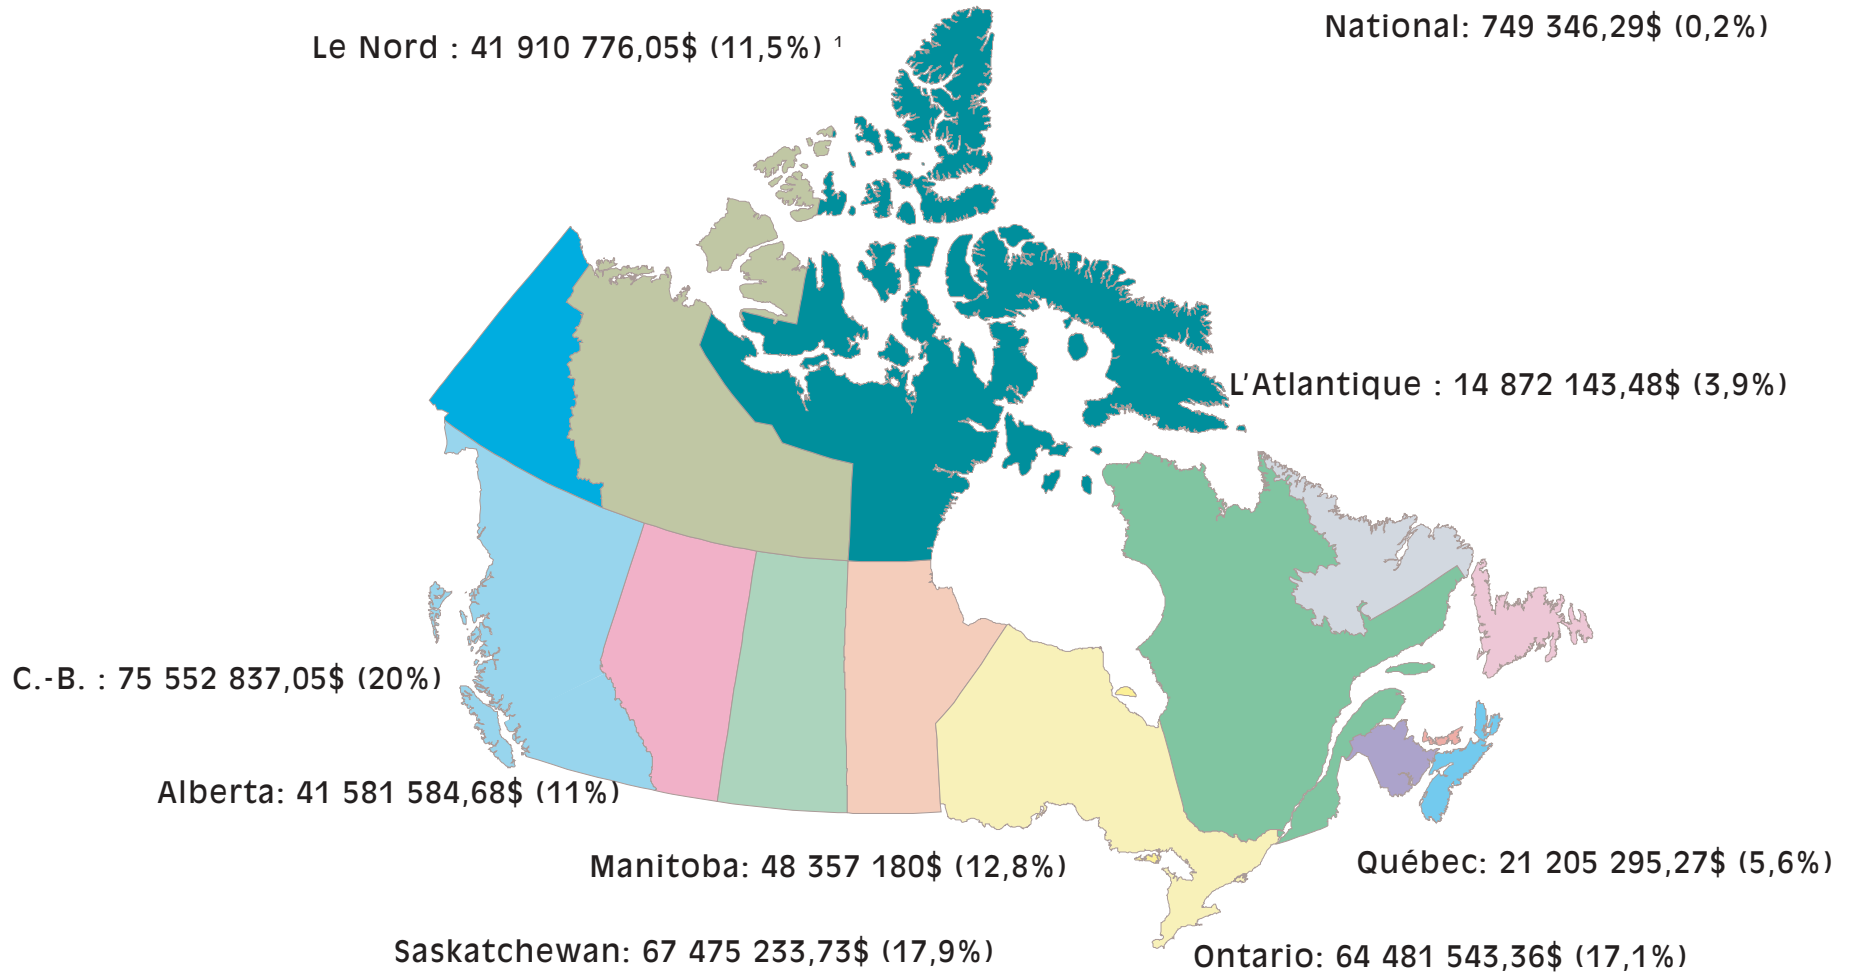 National: 749 346,29$ (0,2%)
Le Nord : 41 910 776,05$ (11,5%) ¹
L'Atlantique : 14 872 143,48$ (3,9%)
C.-B. : 75 552 837,05$ (20%)
Alberta: 41 581 584,68$ (11%)
Manitoba: 48 357 180$ (12,8%)
Québec: 21 205 295,27$ (5,6%)
Saskatchewan: 67 475 233,73$ (17,9%)
Ontario: 64 481 543,36$ (17,1%)